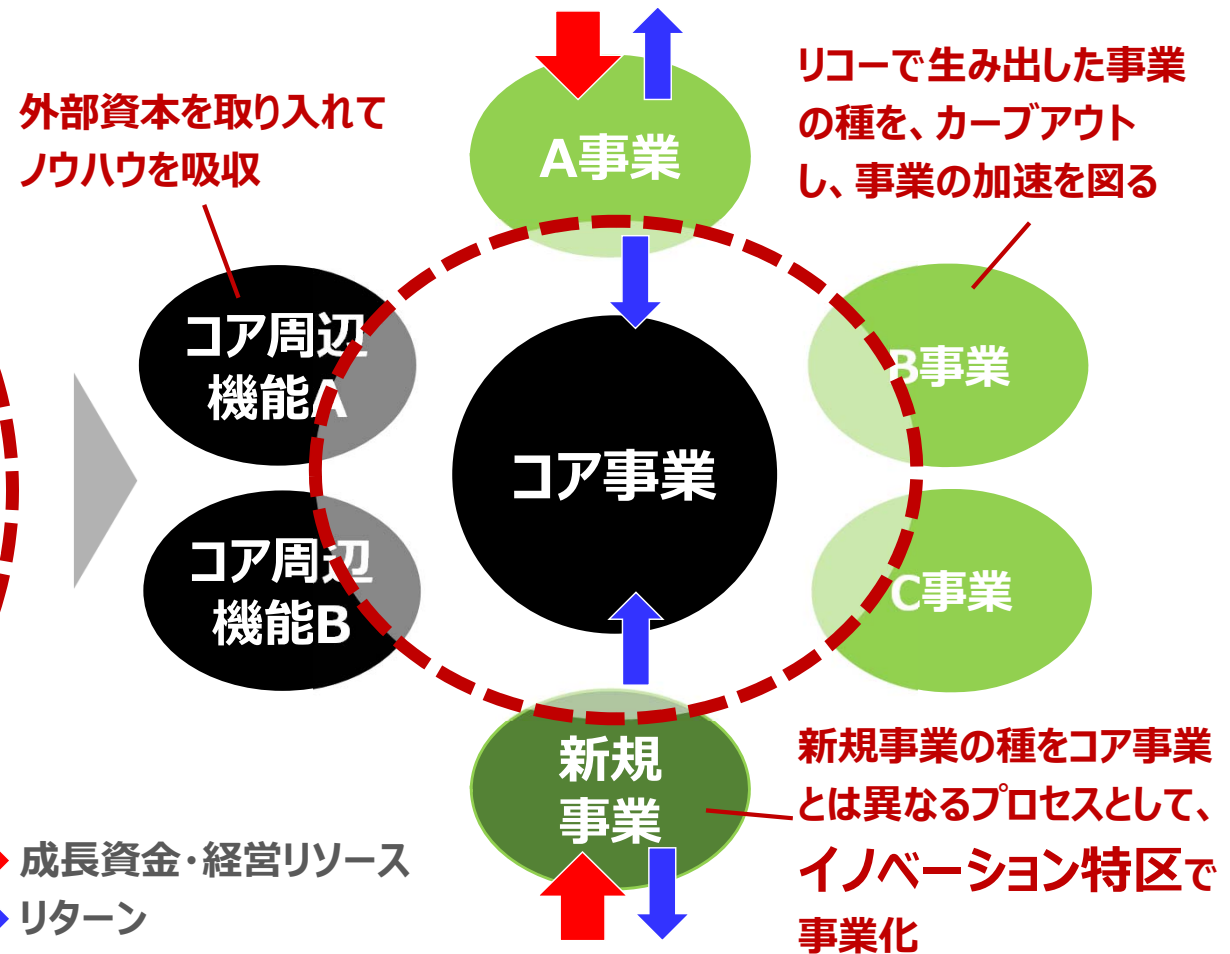 外部資本を取り入れて
ノウハウを吸収
A事業
リコーで生み出した事業
の種を、カーブアウト
し、事業の加速を図る
コア周辺
機能A
B事業
コア事業
コア周辺
機能B
C事業
新規
事業
新規事業の種をコア事業
とは異なるプロセスとして、
イノベーション特区で
事業化
成長資金・経営リソース
リターン